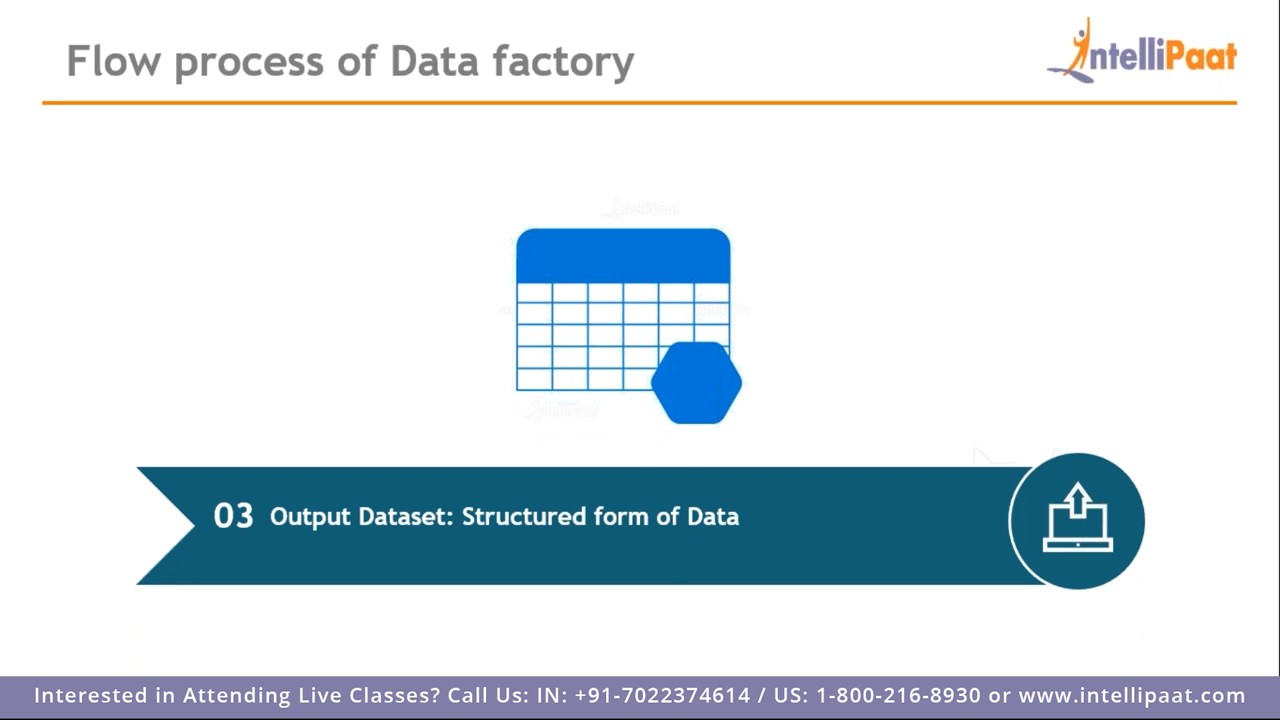 Flow process of Data factory
IntelliPaat
03 Output Dataset: Structured form of Data
Interested in Attending Live Classes? Call Us: IN: +91-7022374614 / US: 1-800-216-8930 or www.intellipaat.com